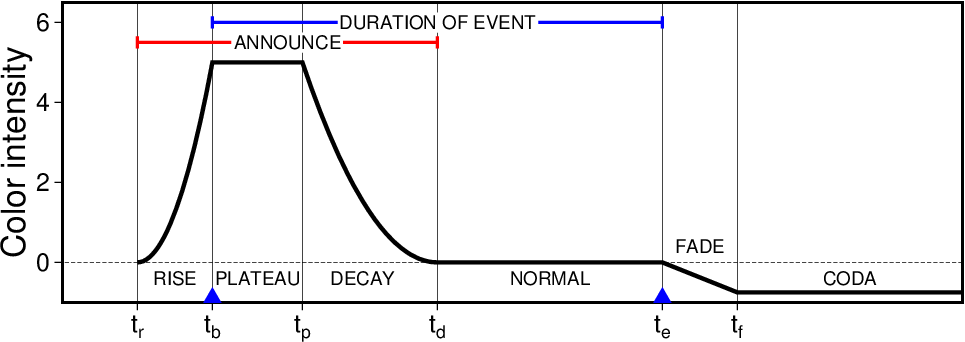 6
DURATION OF EVENT
ANNOUNCE
4
2
0
Color intensity
FADE
RISE PLATEAU DECAY NORMAL CODA
tr tb tp td te tf